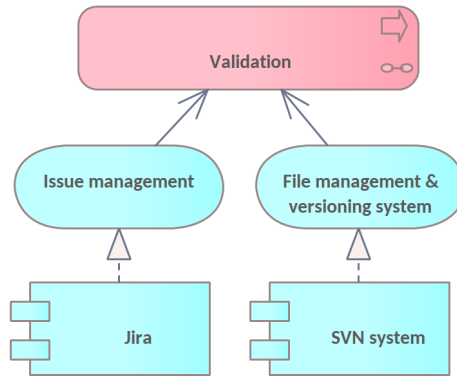 Validation
Issue management
File management &
versioning system
Jira
SVN system